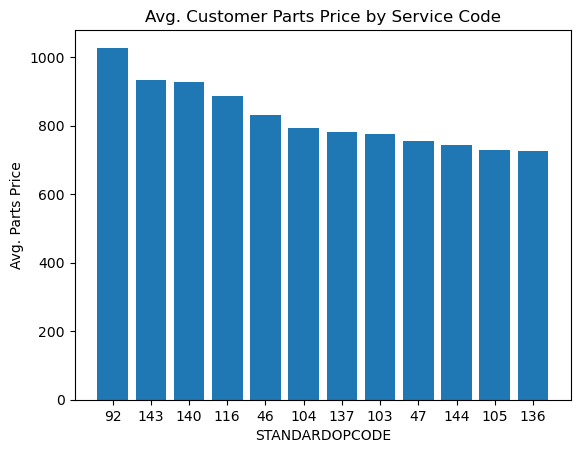 Avg. Customer Parts Price by Service Code
1000
800
600
400
200
0
Avg. Parts Price
92 143 140 116 46 104 137 103 47 144 105 136
STANDARDOPCODE